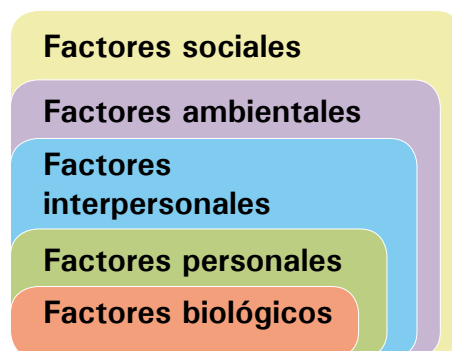 Factores sociales
Factores ambientales
Factores
interpersonales
Factores personales
Factores biológicos